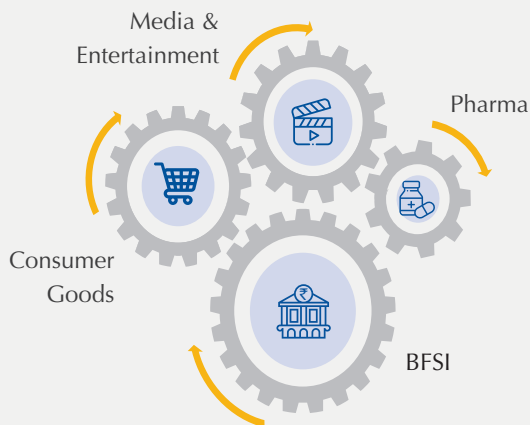 Media &
Entertainment
Pharma
Consumer
Goods
₹
BFSI